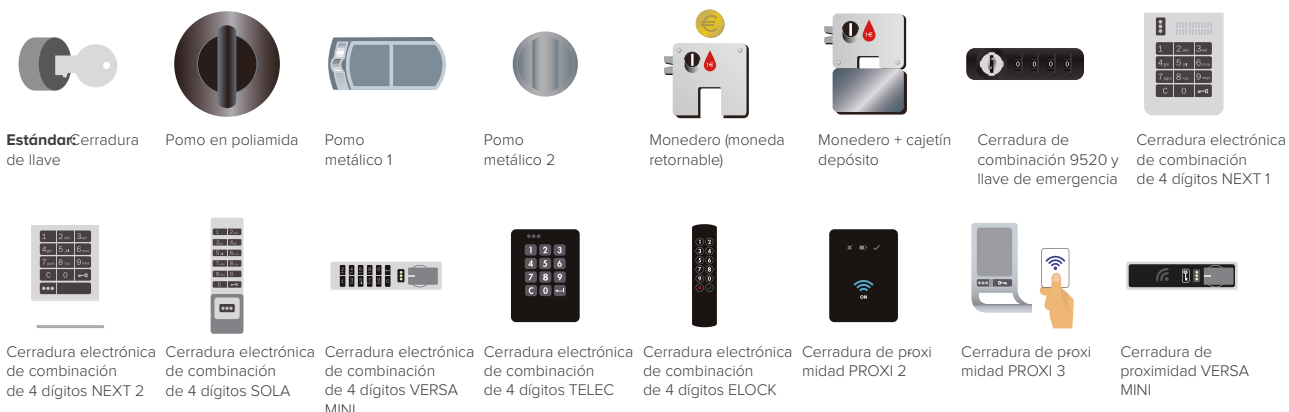 Estándar: Cerradura
de llave
Pomo en poliamida
Pomo
metálico 1
Pomo
metálico 2
Monedero (moneda
retornable)
Monedero + cajetín
depósito
Cerradura de
combinación 9520 y
llave de emergencia
Cerradura electrónica
de combinación
de 4 dígitos NEXT 1
Cerradura electrónica
de combinación
de 4 dígitos NEXT 2
Cerradura electrónica
de combinación
de 4 dígitos SOLA
Cerradura electrónica
de combinación
de 4 dígitos VERSA
MINI
Cerradura electrónica
de combinación
de 4 dígitos TELEC
Cerradura electrónica
de combinación
de 4 dígitos ELOCK
ON
Cerradura de proxi
midad PROXI 2
Cerradura de proxi
midad PROXI 3
Cerradura de
proximidad VERSA
MINI